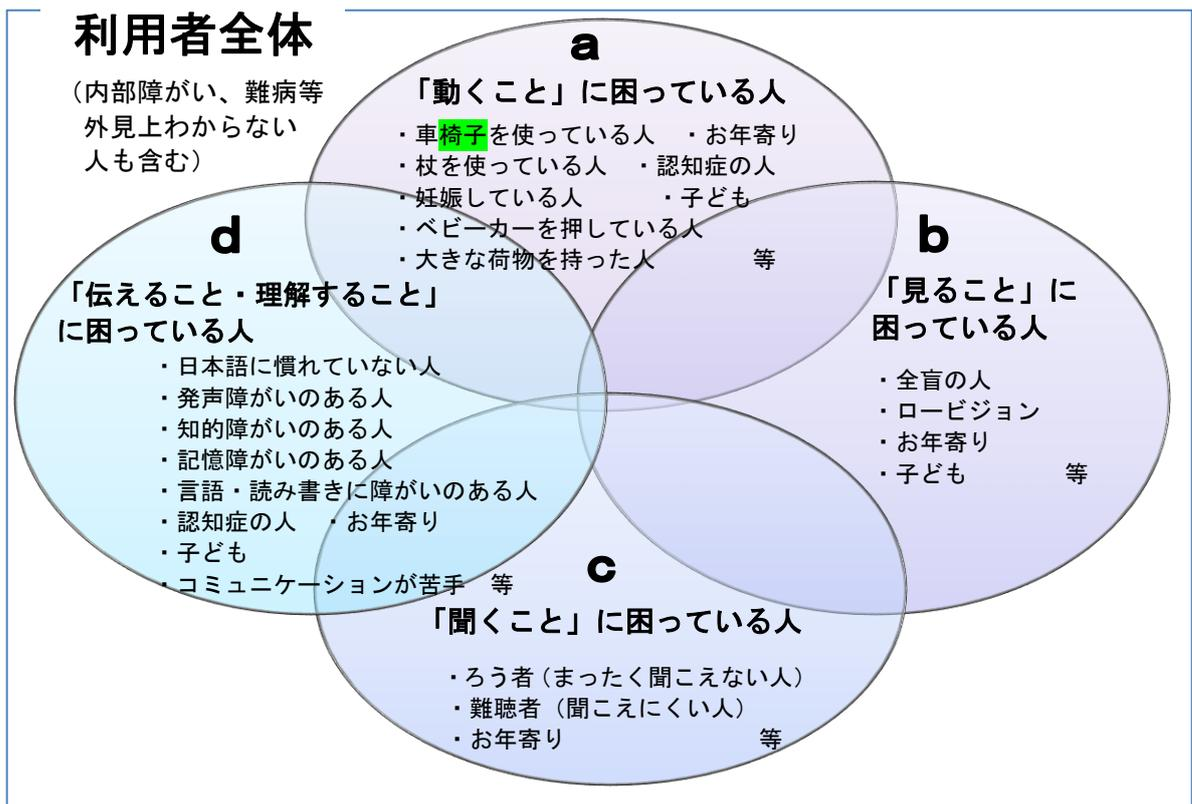 利用者全体
（内部障がい、難病等
外見上わからない
人も含む）
a
「動くこと」に困っている人
・車椅子を使っている人　・お年寄り
・杖を使っている人　・認知症の人
・妊娠している人　・子ども
・ベビーカーを押している人
・大きな荷物を持った人　等
b
「見ること」に
困っている人
・全盲の人
・ロービジョン
・お年寄り
・子ども　等
d
「伝えること・理解すること」
に困っている人
・日本語に慣れていない人
・発声障がいのある人
・知的障がいのある人
・記憶障がいのある人
・言語・読み書きに障がいのある人
・認知症の人　・お年寄り
・子ども
・コミュニケーションが苦手　等
c
「聞くこと」に困っている人
・ろう者（まったく聞こえない人）
・難聴者（聞こえにくい人）
・お年寄り　等